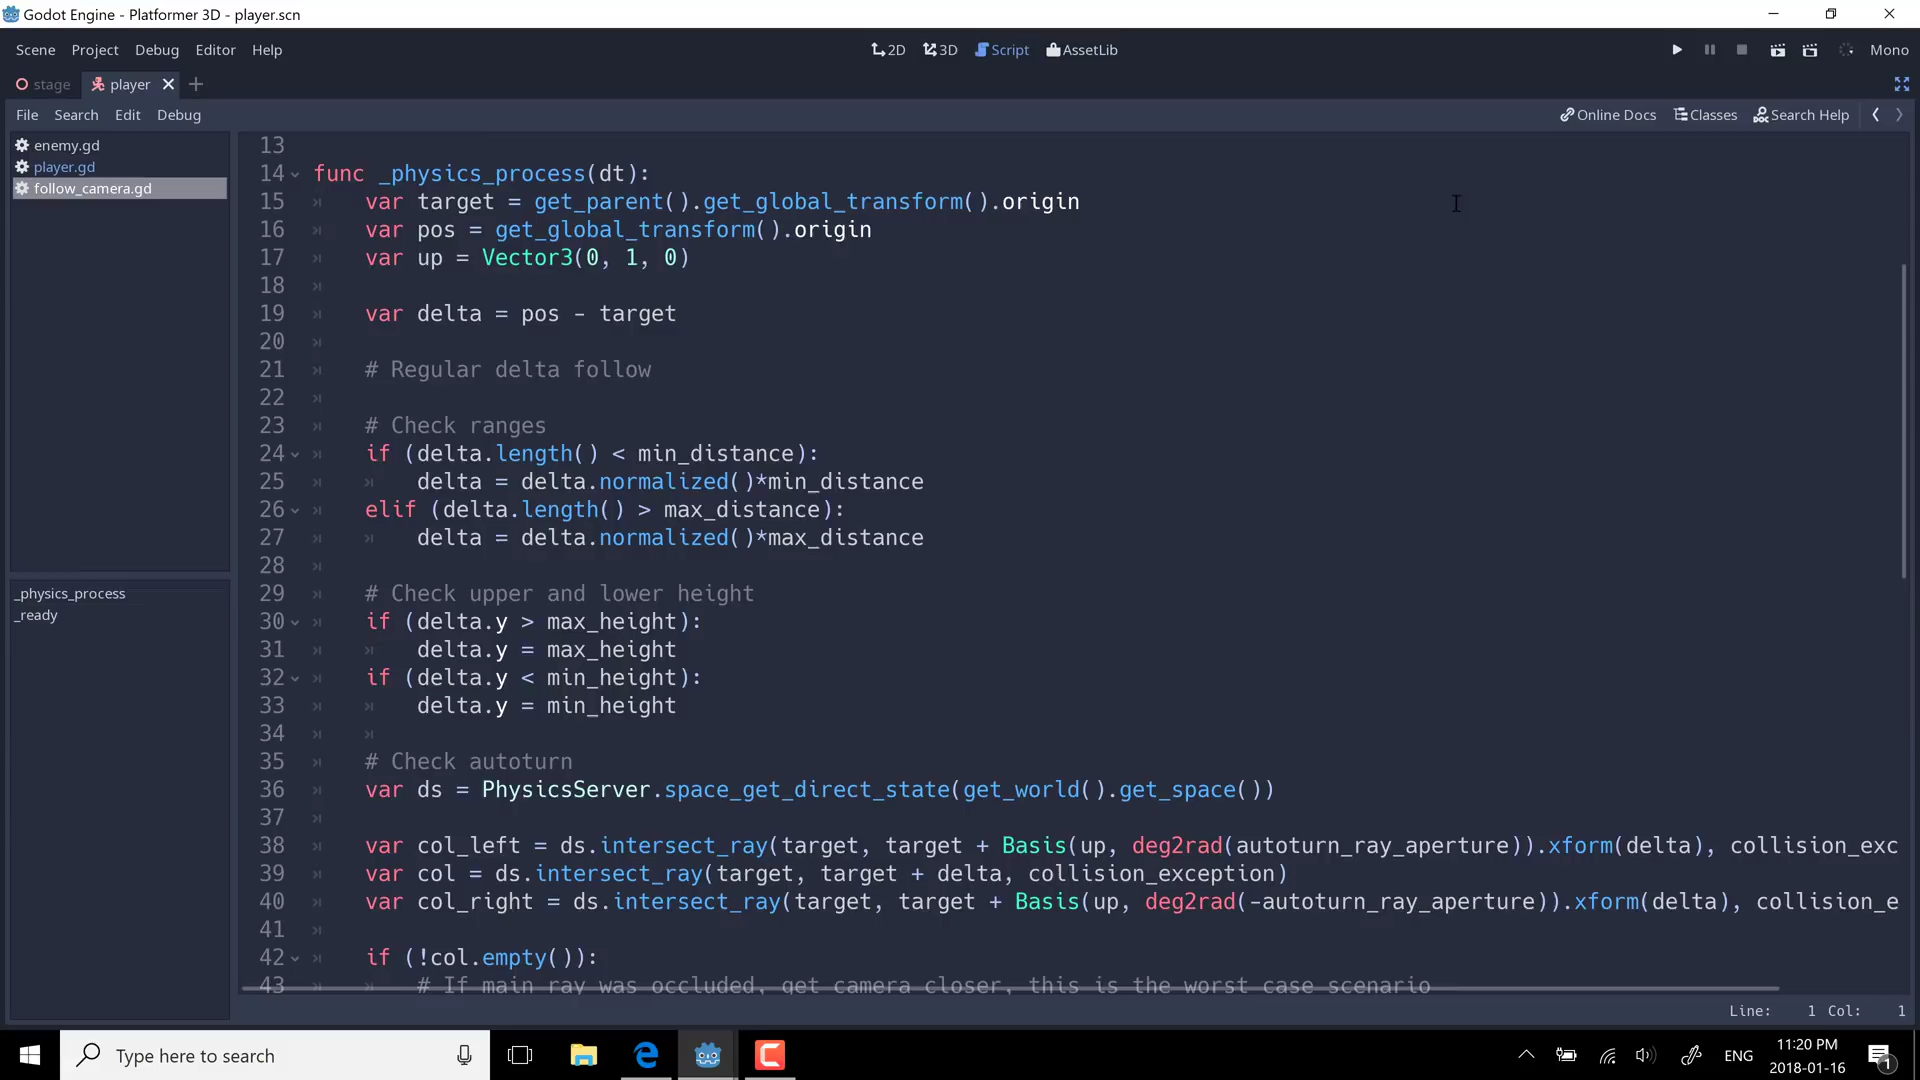 Godot Engine - Platformer 3D - player.scn
Scene Project Debug Editor Help 2D 3D Script AssetLib Mono
stage player
File Search Edit Debug Online Docs Classes Search Help
enemy.gd
player.gd
follow_camera.gd
_physics_process
_ready
13
14 func _physics_process(dt):
15 var target = get_parent().get_global_transform().origin
16 var pos = get_global_transform().origin
17 var up = Vector3(0, 1, 0)
18
19 var delta = pos - target
20
21 # Regular delta follow
22
23 # Check ranges
24 if (delta.length() < min_distance):
25 delta = delta.normalized()*min_distance
26 elif (delta.length() > max_distance):
27 delta = delta.normalized()*max_distance
28
29 # Check upper and lower height
30 if (delta.y > max_height):
31 delta.y = max_height
32 if (delta.y < min_height):
33 delta.y = min_height
34
35 # Check autoturn
36 var ds = PhysicsServer.space_get_direct_state(get_world().get_space())
37
38 var col_left = ds.intersect_ray(target, target + Basis(up, deg2rad(autoturn_ray_aperture)).xform(delta), collision_exc
39 var col = ds.intersect_ray(target, target + delta, collision_exception)
40 var col_right = ds.intersect_ray(target, target + Basis(up, deg2rad(-autoturn_ray_aperture)).xform(delta), collision_e
41
42 if (!col.empty()):
43 # If main ray was occluded, get camera closer, this is the worst case scenario
Line: 1 Col: 1
Type here to search
ENG
11:20 PM
2018-01-16
1